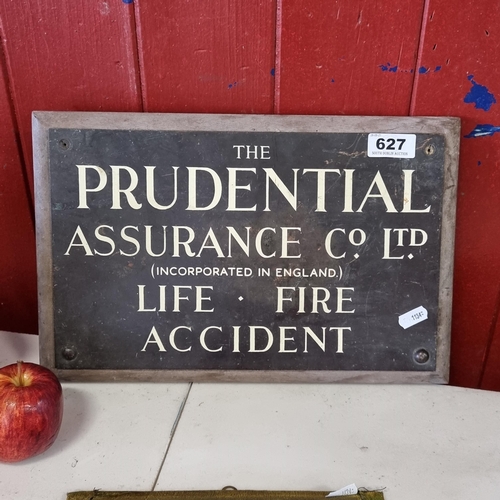 627
THE
PRUDENTIAL
ASSURANCE CO. LTD.
(INCORPORATED IN ENGLAND.)
LIFE · FIRE
ACCIDENT